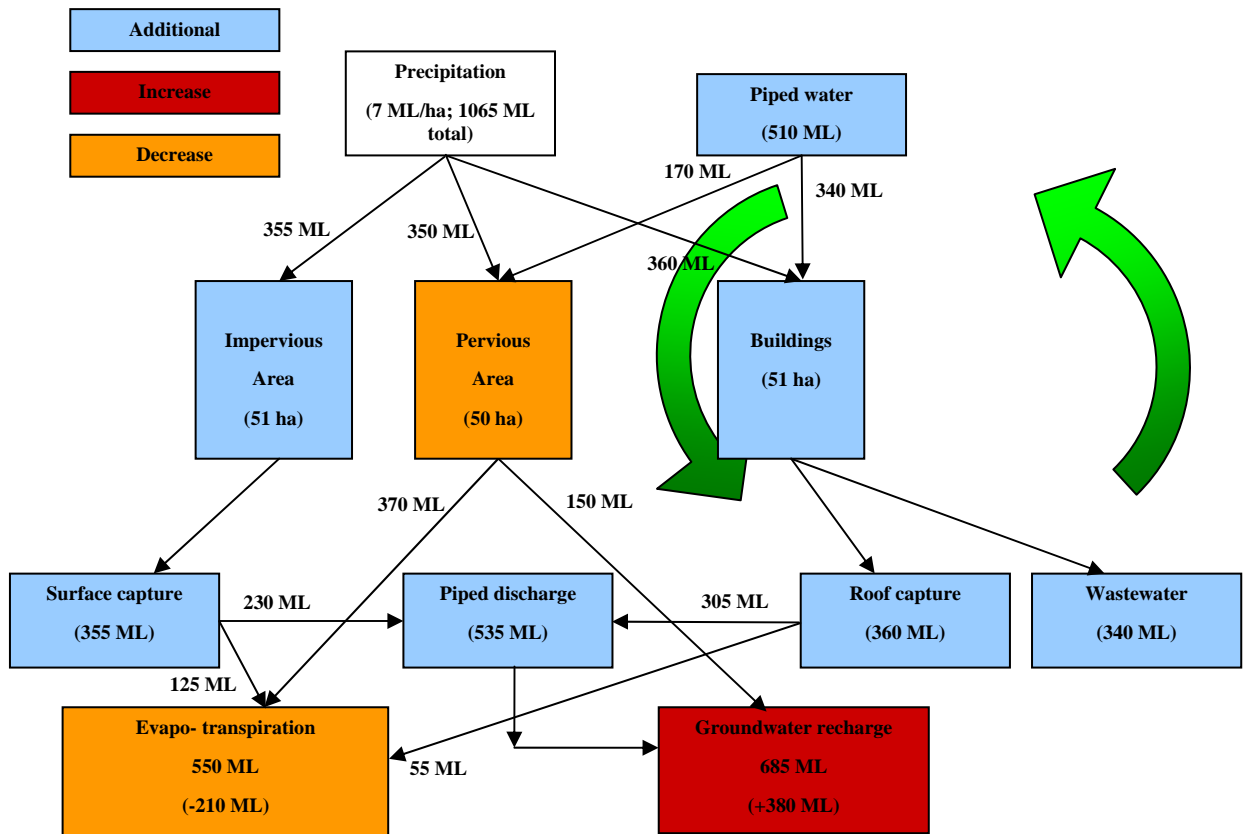 Additional
Increase
Decrease
Precipitation
(7 ML/ha; 1065 ML
total)
Piped water
(510 ML)
355 ML
350 ML
170 ML
340 ML
360 ML
Impervious
Area
(51 ha)
Pervious
Area
(50 ha)
Buildings
(51 ha)
370 ML
150 ML
Surface capture
(355 ML)
230 ML
Piped discharge
(535 ML)
305 ML
Roof capture
(360 ML)
Wastewater
(340 ML)
125 ML
Evapo- transpiration
550 ML
(-210 ML)
55 ML
Groundwater recharge
685 ML
(+380 ML)